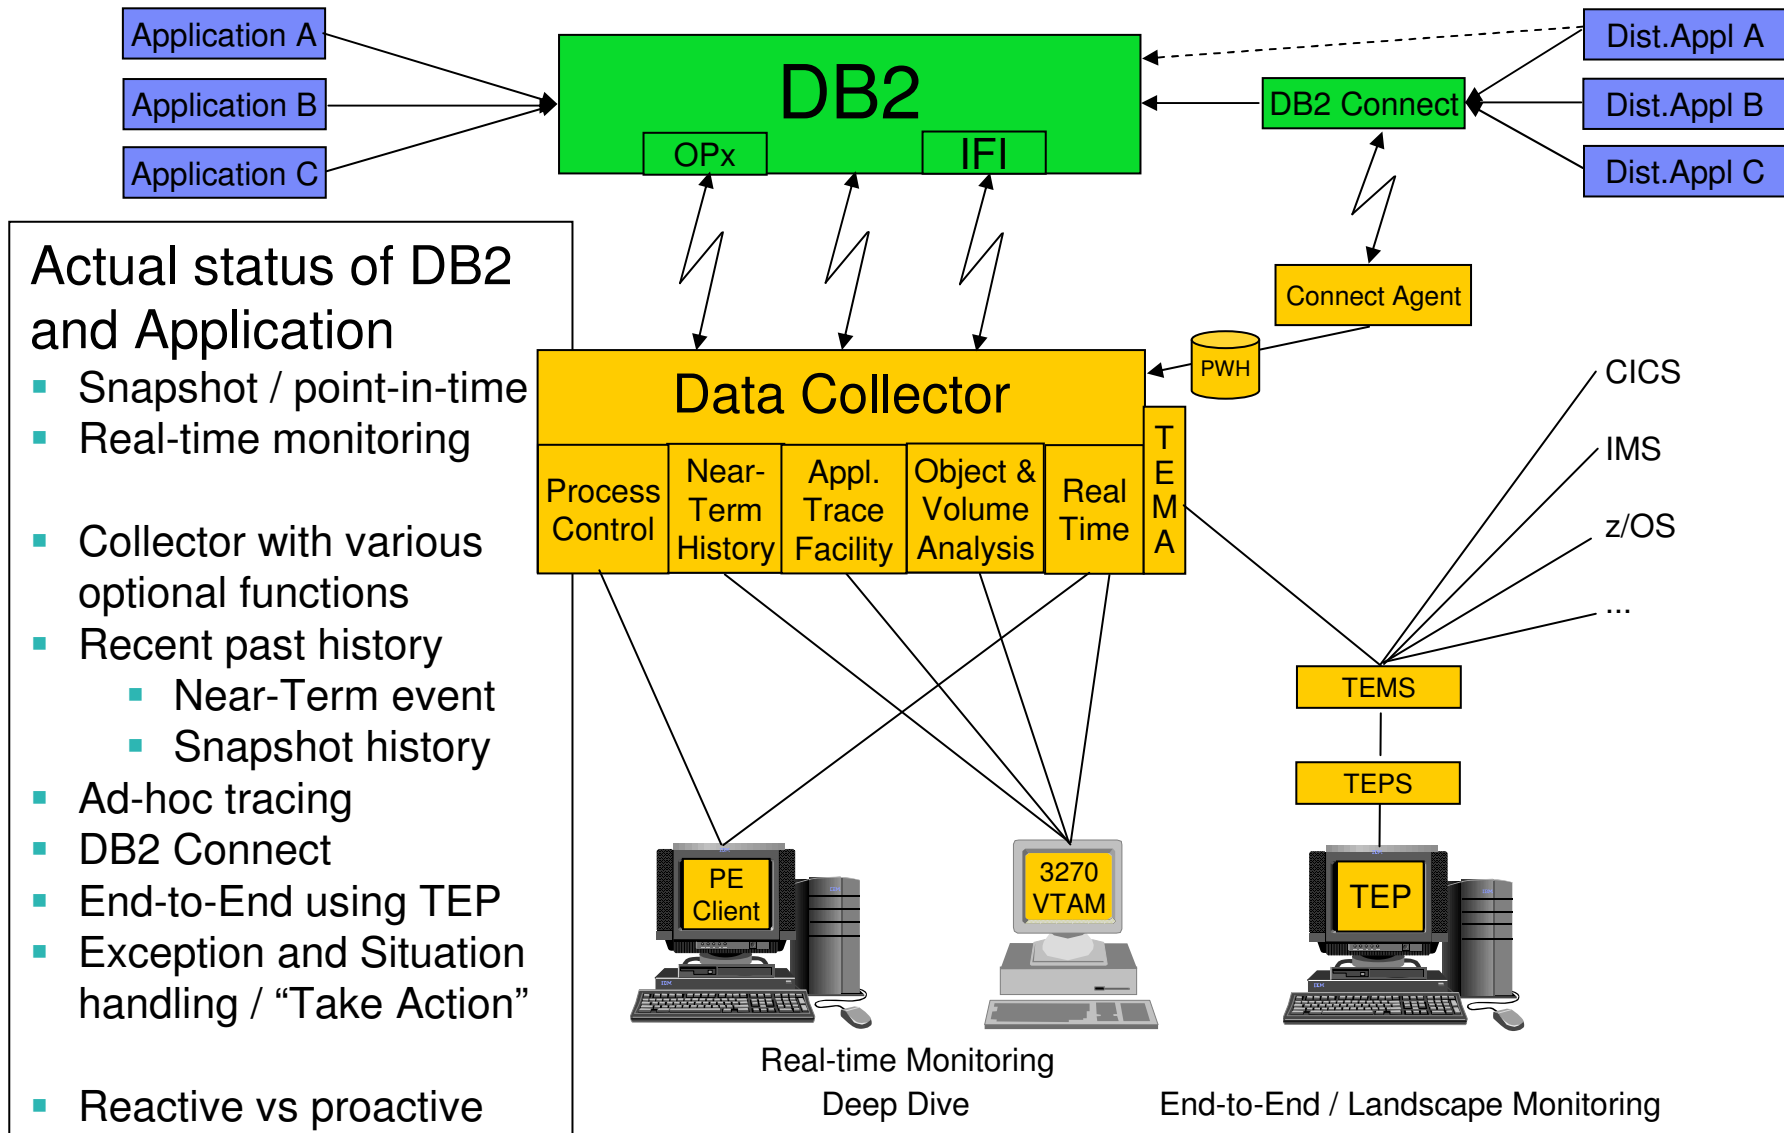 Application A
Application B
Application C
DB2
OPx
IFI
DB2 Connect
Dist.Appl A
Dist.Appl B
Dist.Appl C
Connect Agent
PWH
Actual status of DB2
and Application
Snapshot / point-in-time
Real-time monitoring
Collector with various
optional functions
Recent past history
Near-Term event
Snapshot history
Ad-hoc tracing
DB2 Connect
End-to-End using TEP
Exception and Situation
handling / “Take Action”
Reactive vs proactive
Data Collector
Process
Control
Near-
Term
History
Appl.
Trace
Facility
Object &
Volume
Analysis
Real
Time
T
E
M
A
CICS
IMS
z/OS
...
TEMS
TEPS
PE
Client
3270
VTAM
TEP
Real-time Monitoring
Deep Dive
End-to-End / Landscape Monitoring